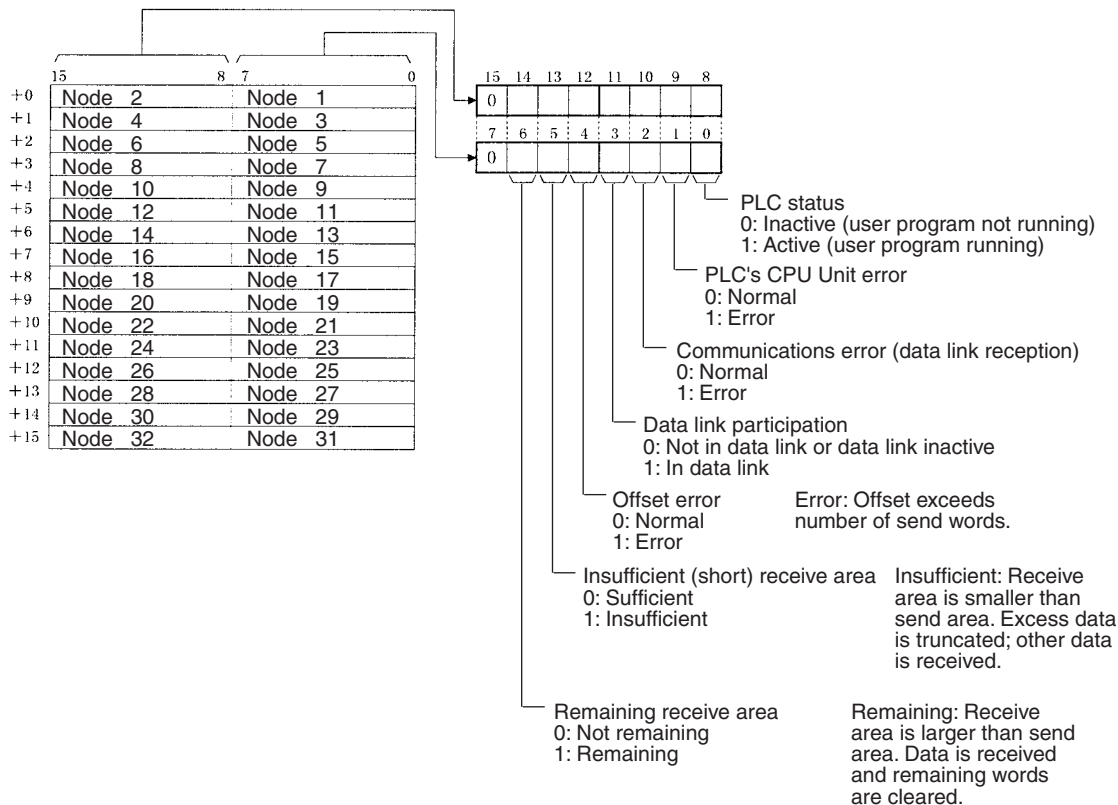 15 8 7 0
+0 Node 2 Node 1
+1 Node 4 Node 3
+2 Node 6 Node 5
+3 Node 8 Node 7
+4 Node 10 Node 9
+5 Node 12 Node 11
+6 Node 14 Node 13
+7 Node 16 Node 15
+8 Node 18 Node 17
+9 Node 20 Node 19
+10 Node 22 Node 21
+11 Node 24 Node 23
+12 Node 26 Node 25
+13 Node 28 Node 27
+14 Node 30 Node 29
+15 Node 32 Node 31
15 14 13 12 11 10 9 8
0
7 6 5 4 3 2 1 0
0
PLC status
0: Inactive (user program not running)
1: Active (user program running)
PLC's CPU Unit error
0: Normal
1: Error
Communications error (data link reception)
0: Normal
1: Error
Data link participation
0: Not in data link or data link inactive
1: In data link
Offset error
0: Normal
1: Error
Error: Offset exceeds
number of send words.
Insufficient (short) receive area
0: Sufficient
1: Insufficient
Insufficient: Receive
area is smaller than
send area. Excess data
is truncated; other data
is received.
Remaining receive area
0: Not remaining
1: Remaining
Remaining: Receive
area is larger than send
area. Data is received
and remaining words
are cleared.